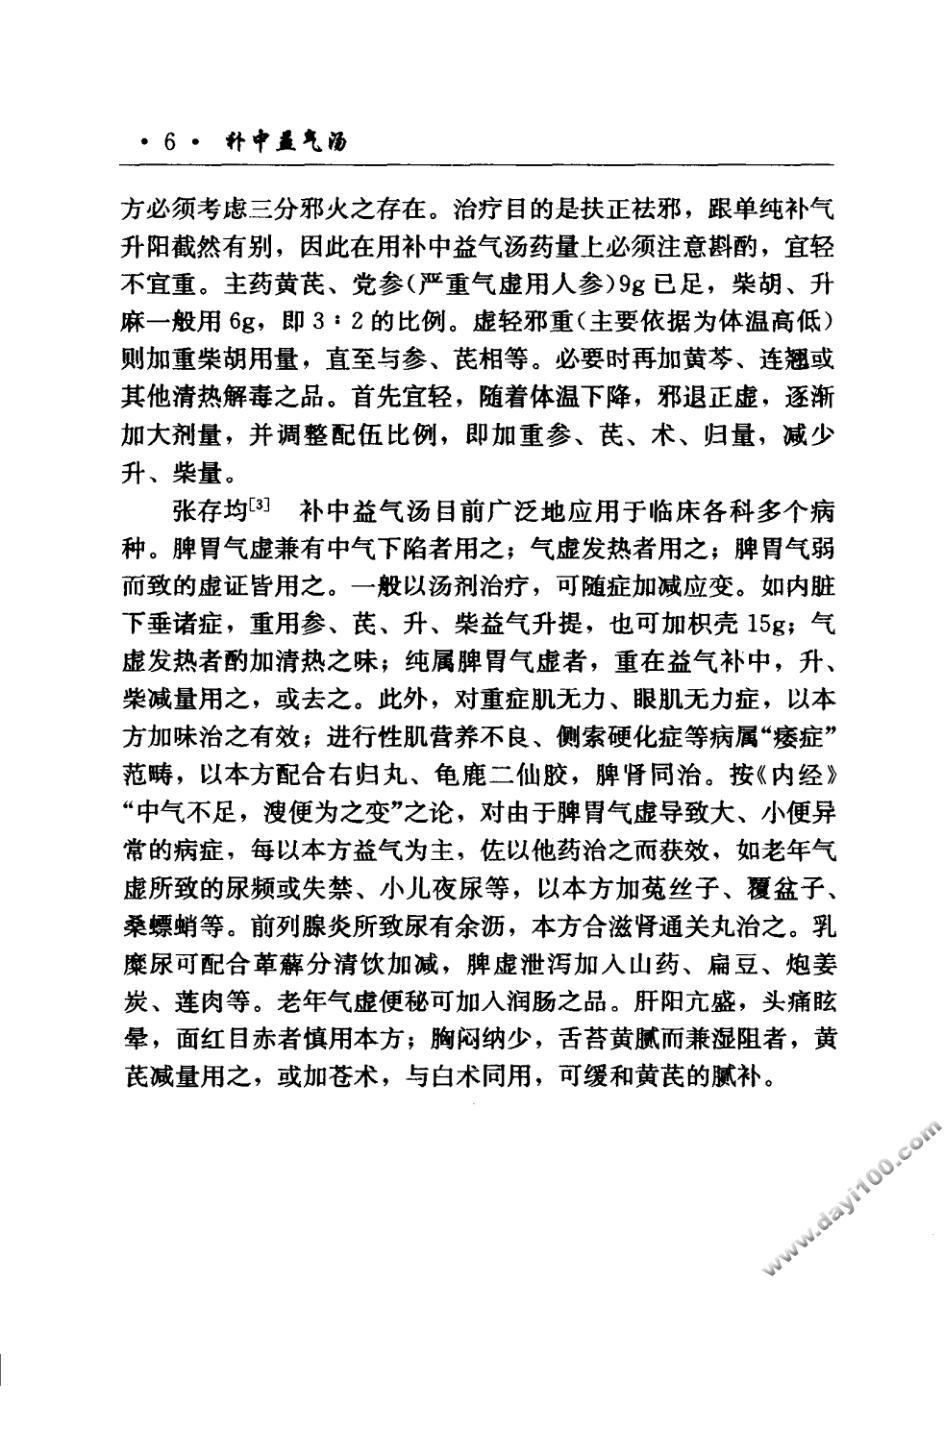 ·6· 补中益气汤
方必须考虑三分邪火之存在。治疗目的是扶正祛邪，跟单纯补气
升阳截然有别，因此在用补中益气汤药量上必须注意斟酌，宜轻
不宜重。主药黄芪、党参(严重气虚用人参)9g 已足，柴胡、升
麻一般用 6g，即 3∶2 的比例。虚轻邪重(主要依据为体温高低)
则加重柴胡用量，直至与参、芪相等。必要时再加黄芩、连翘或
其他清热解毒之品。首先宜轻，随着体温下降，邪退正虚，逐渐
加大剂量，并调整配伍比例，即加重参、芪、术、归量，减少
升、柴量。
张存均[3] 补中益气汤目前广泛地应用于临床各科多个病
种。脾胃气虚兼有中气下陷者用之；气虚发热者用之；脾胃气弱
而致的虚证皆用之。一般以汤剂治疗，可随症加减应变。如内脏
下垂诸症，重用参、芪、升、柴益气升提，也可加枳壳 15g；气
虚发热者酌加清热之味；纯属脾胃气虚者，重在益气补中，升、
柴减量用之，或去之。此外，对重症肌无力、眼肌无力症，以本
方加味治之有效；进行性肌营养不良、侧索硬化症等病属“痿症”
范畴，以本方配合右归丸、龟鹿二仙胶，脾肾同治。按《内经》
“中气不足，溲便为之变”之论，对由于脾胃气虚导致大、小便异
常的病症，每以本方益气为主，佐以他药治之而获效，如老年气
虚所致的尿频或失禁、小儿夜尿等，以本方加菟丝子、覆盆子、
桑螵蛸等。前列腺炎所致尿有余沥，本方合滋肾通关丸治之。乳
糜尿可配合萆薢分清饮加减，脾虚泄泻加入山药、扁豆、炮姜
炭、莲肉等。老年气虚便秘可加入润肠之品。肝阳亢盛，头痛眩
晕，面红目赤者慎用本方；胸闷纳少，舌苔黄腻而兼湿阻者，黄
芪减量用之，或加苍术，与白术同用，可缓和黄芪的腻补。
www.dayi100.com